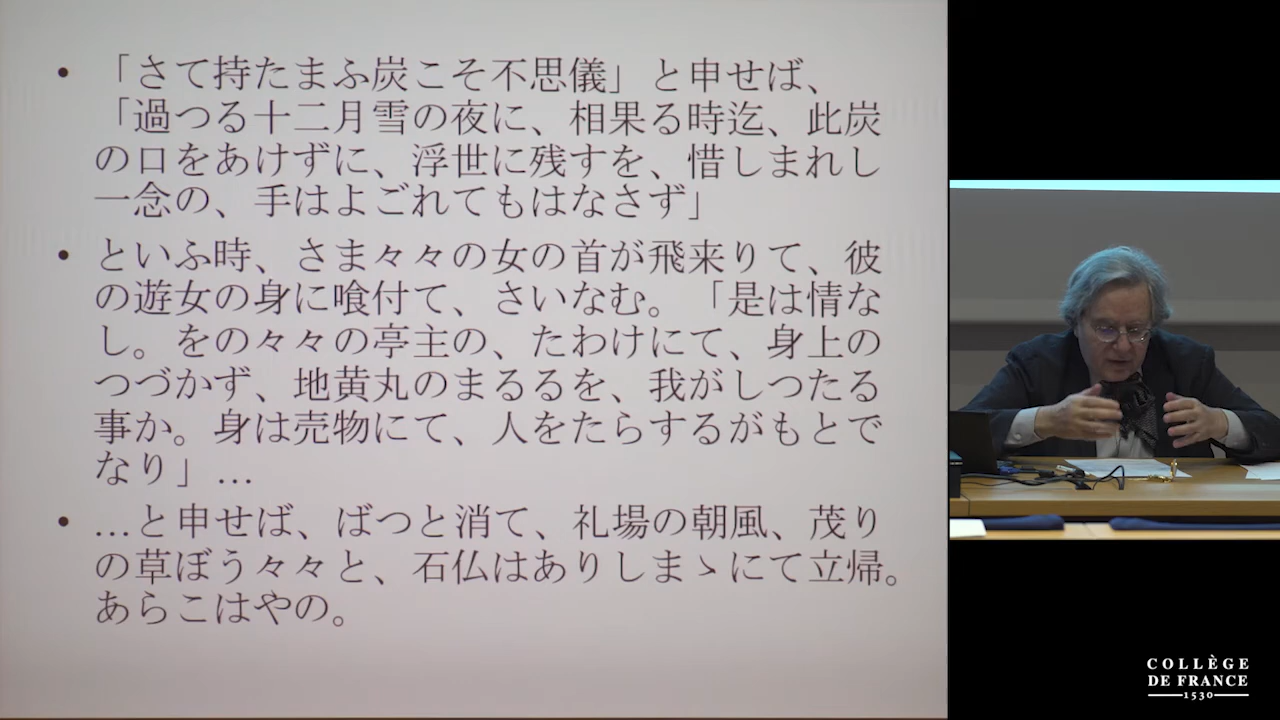 • 「さて持たまふ炭こそ不思儀」と申せば、
「過つる十二月雪の夜に、相果る時迄、此炭
の口をあけずに、浮世に残すを、惜しまれし
一念の、手はよごれてもはなさず」
• といふ時、さま々々の女の首が飛来りて、彼
の遊女の身に喰付て、さいなむ。「是は情な
し。をの々々の亭主の、たわけにて、身上の
つづかず、地黄丸のまるるを、我がしつたる
事か。身は売物にて、人をたらするがもとで
なり」…
• …と申せば、ばつと消て、礼場の朝風、茂り
の草ぼう々々と、石仏はありしまゝにて立帰。
あらこはやの。
COLLÈGE
DE FRANCE
1530